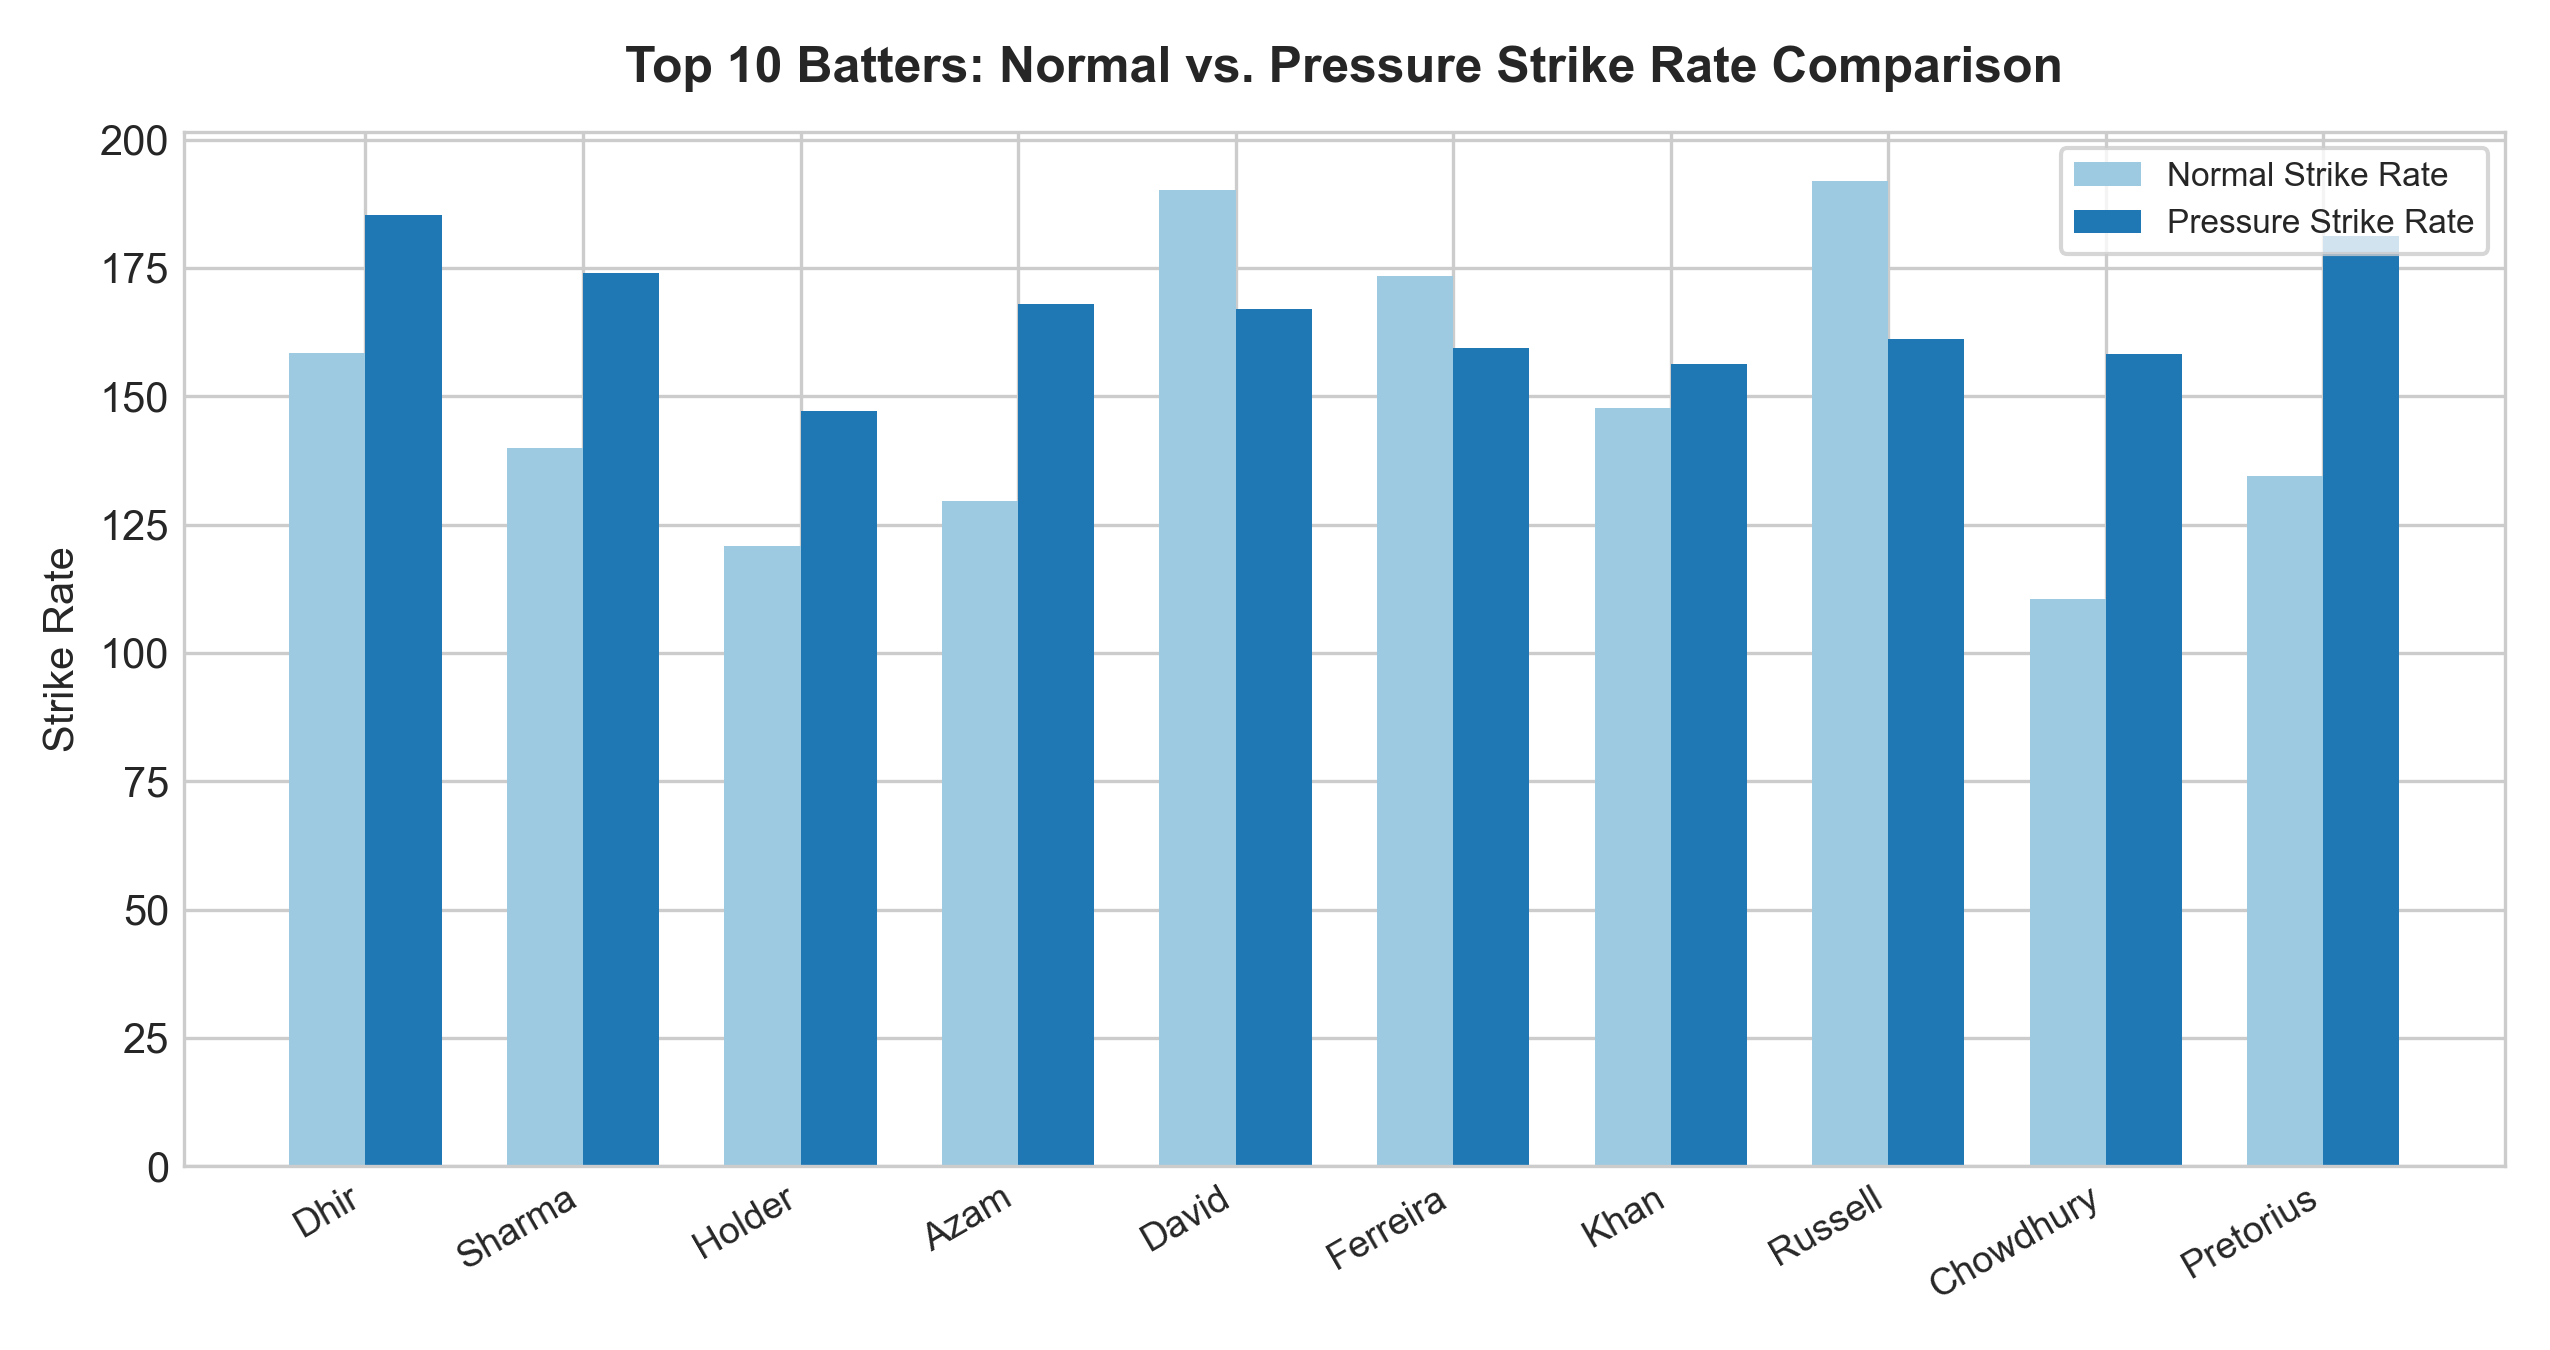 Top 10 Batters: Normal vs. Pressure Strike Rate Comparison
Normal Strike Rate
Pressure Strike Rate
Strike Rate
200
175
150
125
100
75
50
25
0
Dhir
Sharma
Holder
Azam
David
Ferreira
Khan
Russell
Chowdhury
Pretorius